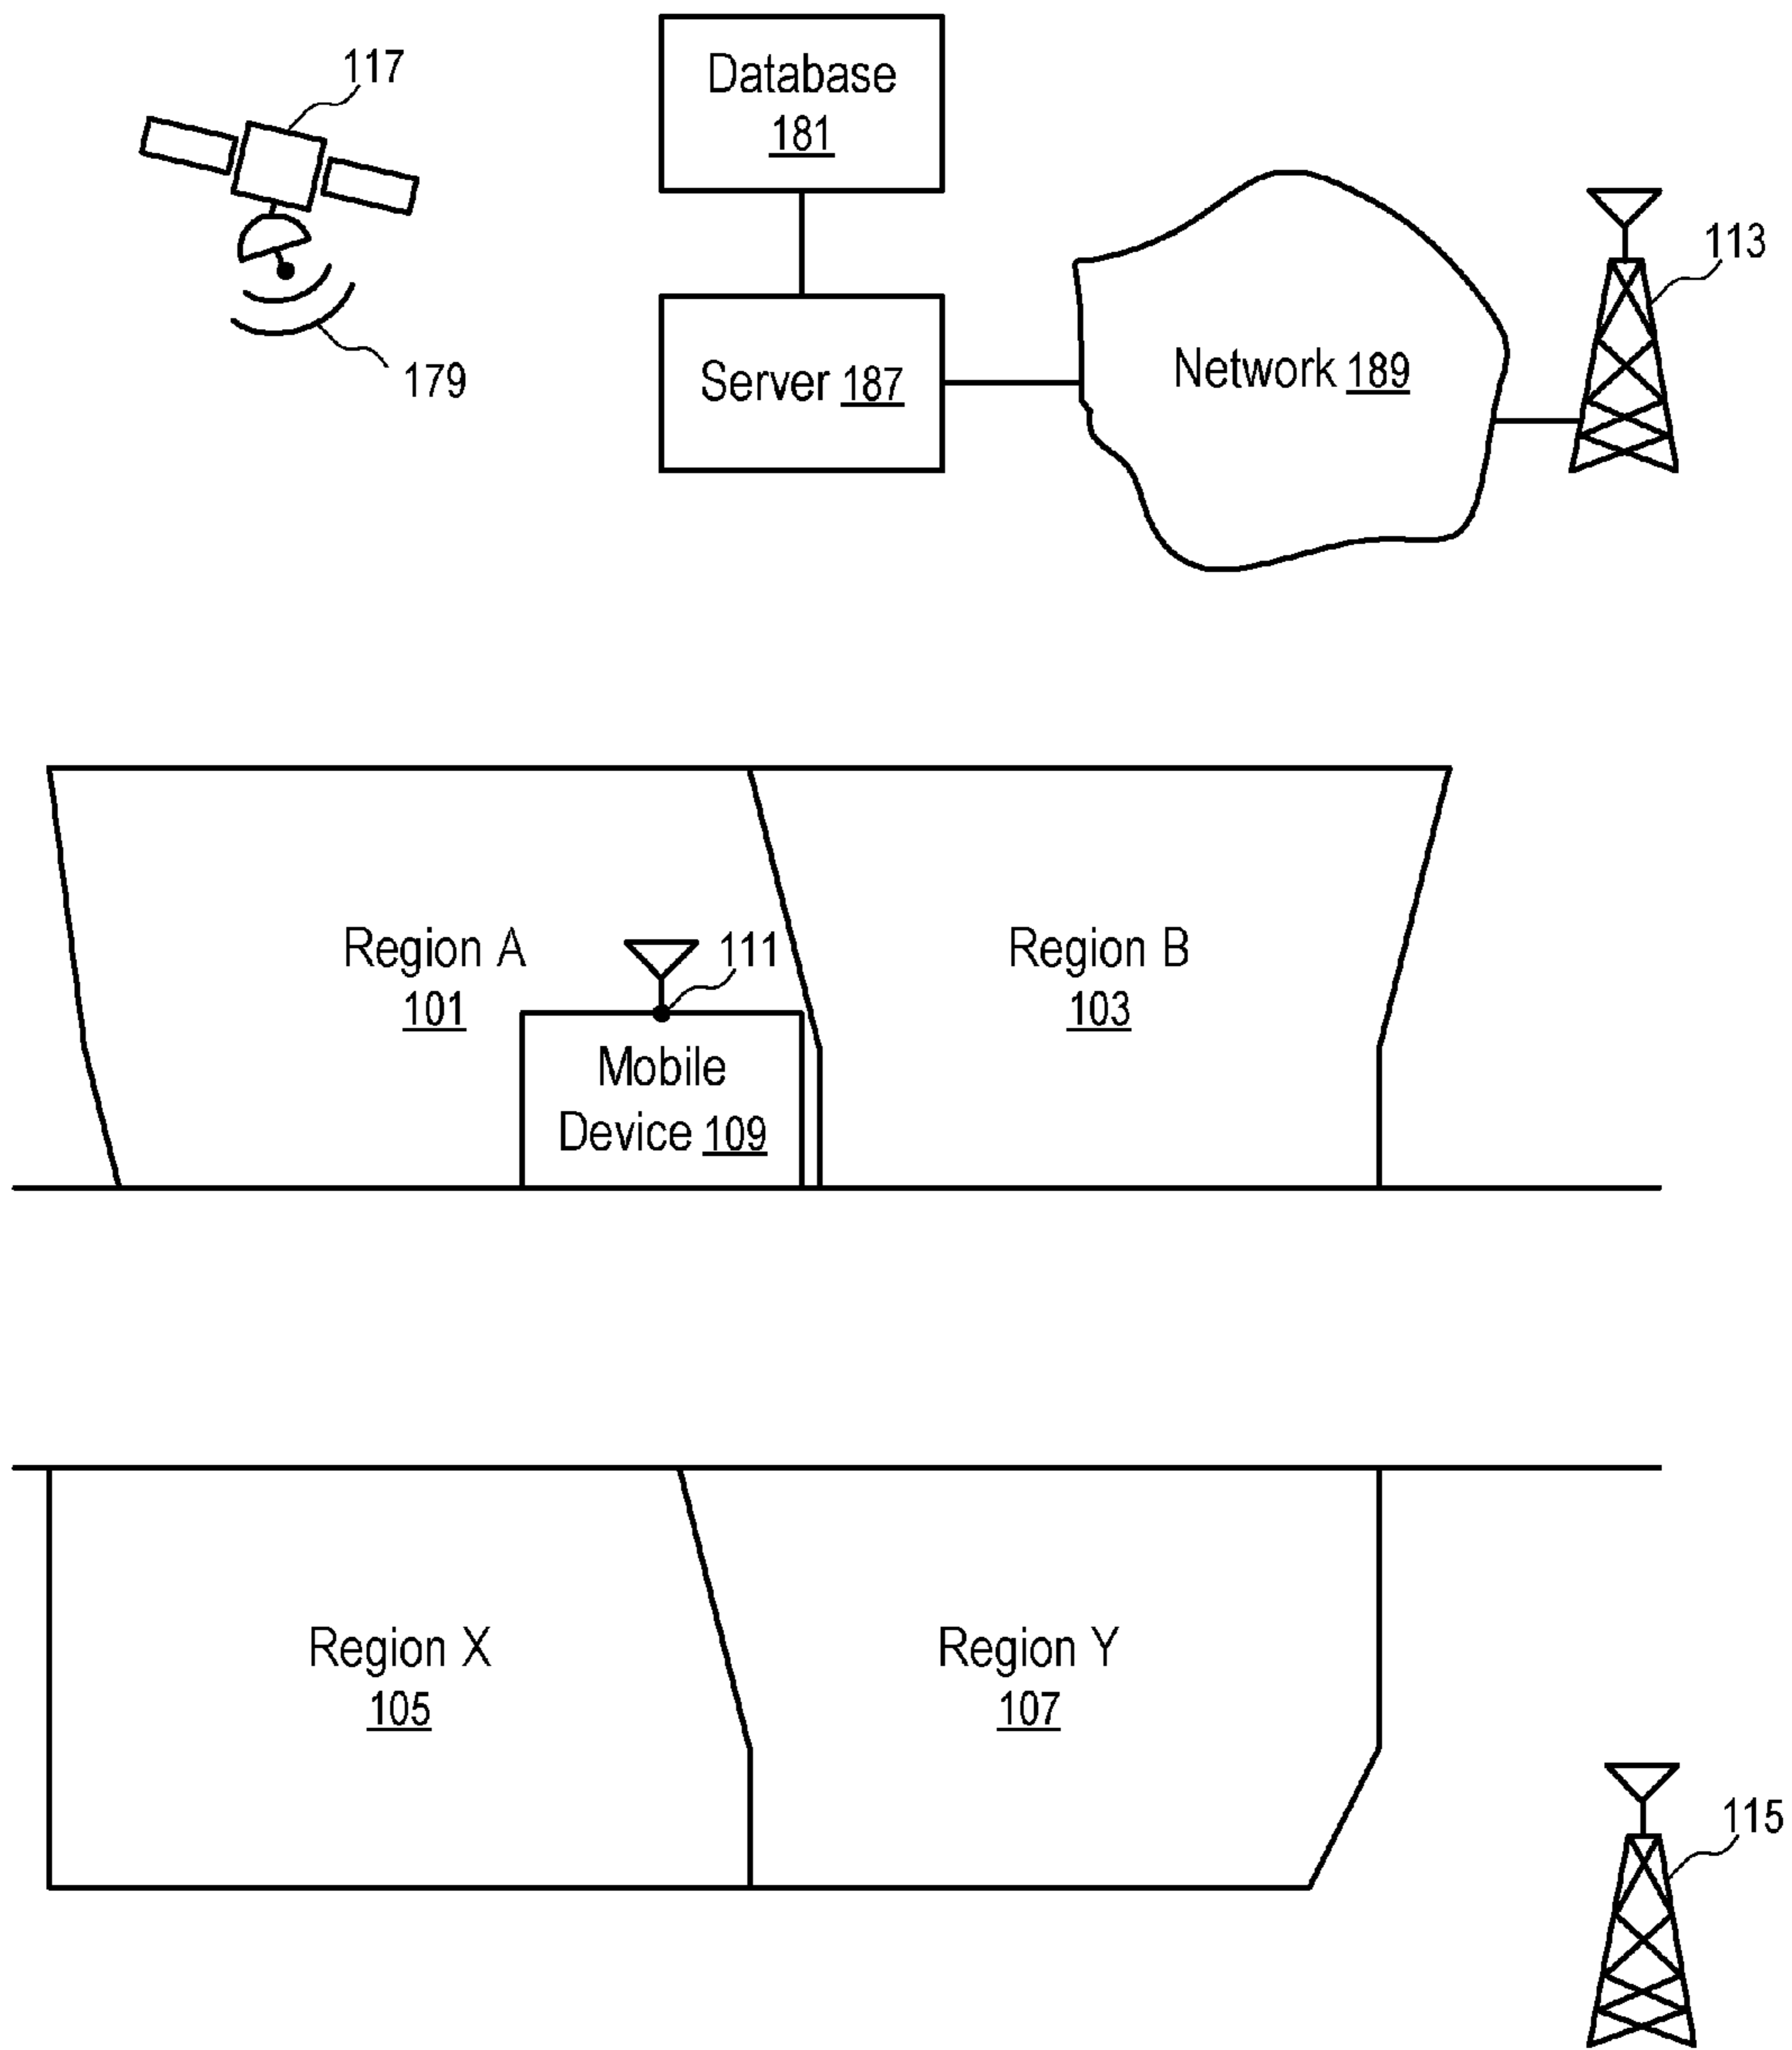 117
Database
181
113
Server 187
Network 189
179
Region A
101
111
Region B
103
Mobile
Device 109
Region X
105
Region Y
107
115